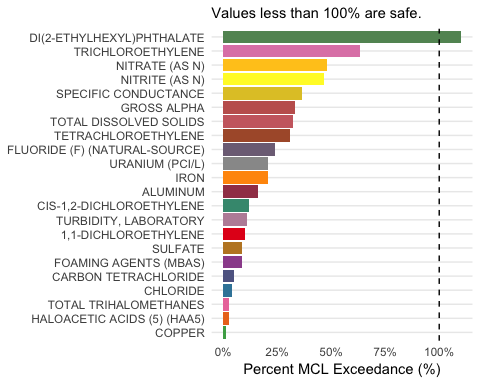 Values less than 100% are safe.
DI(2-ETHYLHEXYL)PHTHALATE
TRICHLOROETHYLENE
NITRATE (AS N)
NITRITE (AS N)
SPECIFIC CONDUCTANCE
GROSS ALPHA
TOTAL DISSOLVED SOLIDS
TETRACHLOROETHYLENE
FLUORIDE (F) (NATURAL-SOURCE)
URANIUM (PCI/L)
IRON
ALUMINUM
CIS-1,2-DICHLOROETHYLENE
TURBIDITY, LABORATORY
1,1-DICHLOROETHYLENE
SULFATE
FOAMING AGENTS (MBAS)
CARBON TETRACHLORIDE
CHLORIDE
TOTAL TRIHALOMETHANES
HALOACETIC ACIDS (5) (HAA5)
COPPER
0% 25% 50% 75% 100%
Percent MCL Exceedance (%)